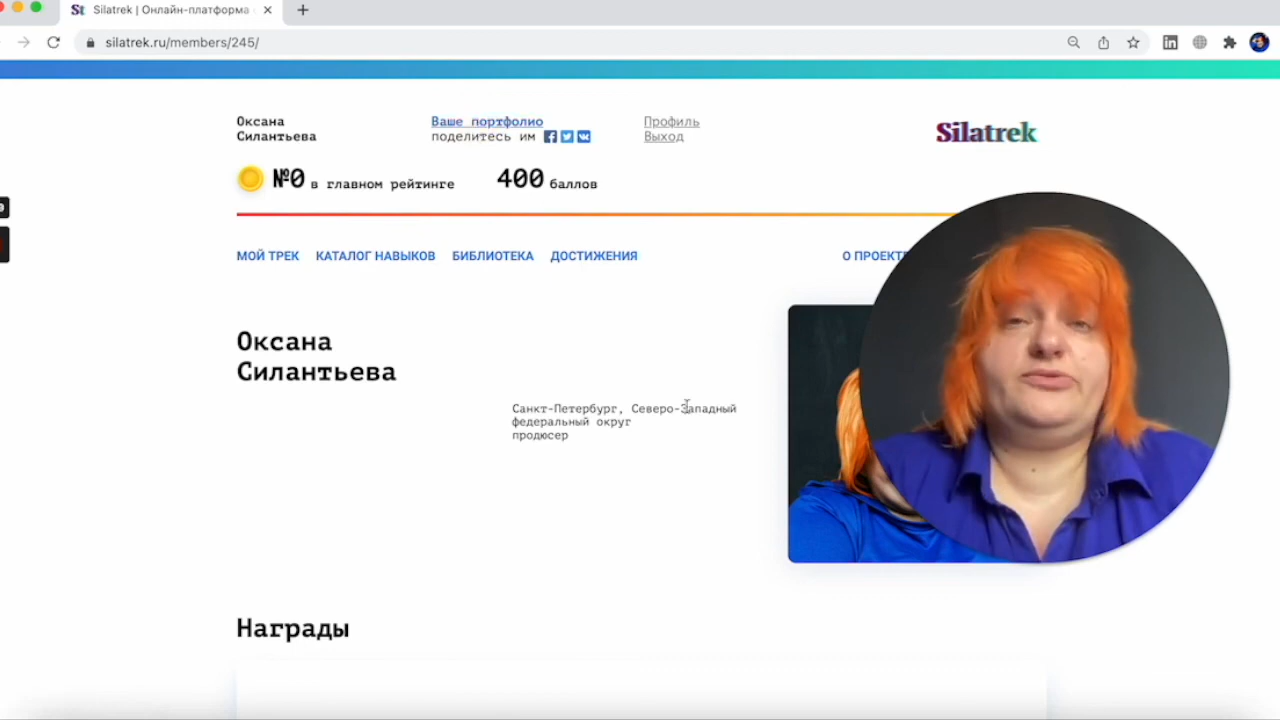 Silatrek | Онлайн-платформа
silatrek.ru/members/245/
Оксана
Силантьева
Ваше портфолио
поделитесь им
Профиль
Выход
Silatrek
№0 в главном рейтинге
400 баллов
МОЙ ТРЕК КАТАЛОГ НАВЫКОВ БИБЛИОТЕКА ДОСТИЖЕНИЯ
О ПРОЕКТЕ
Оксана
Силантьева
Санкт-Петербург, Северо-Западный
федеральный округ
продюсер
Награды